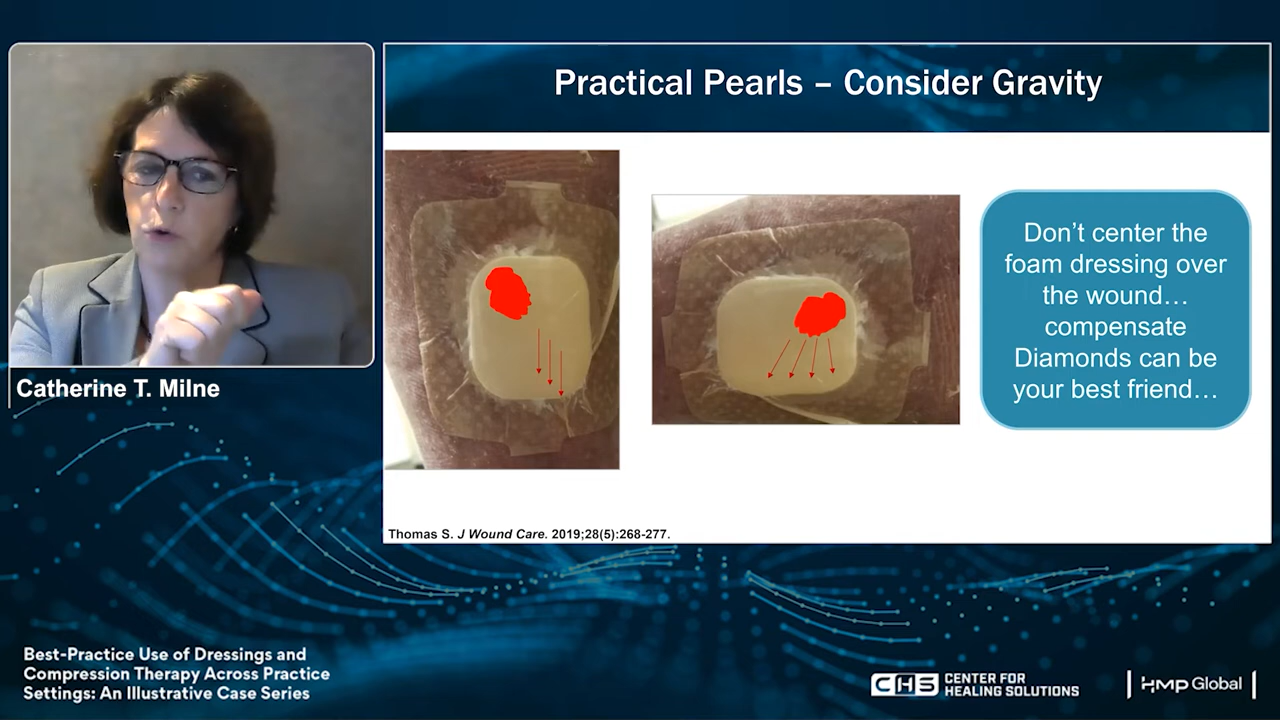 Practical Pearls – Consider Gravity
Don’t center the
foam dressing over
the wound…
compensate
Diamonds can be
your best friend…
Thomas S. J Wound Care. 2019;28(5):268-277.
Catherine T. Milne
Best-Practice Use of Dressings and
Compression Therapy Across Practice
Settings: An Illustrative Case Series
CHS CENTER FOR
HEALING SOLUTIONS
HMP Global